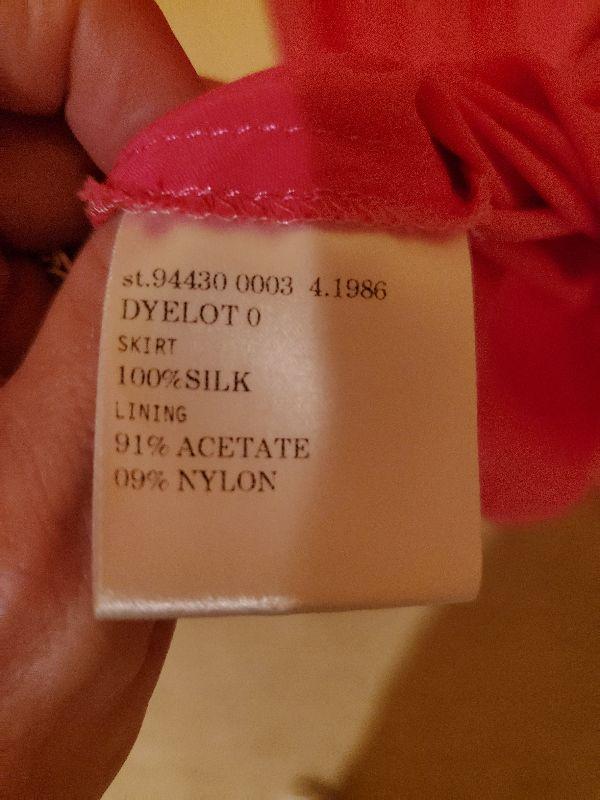 st.94430 0003 4.1986
DYELOT 0
SKIRT
100%SILK
LINING
91% ACETATE
09% NYLON